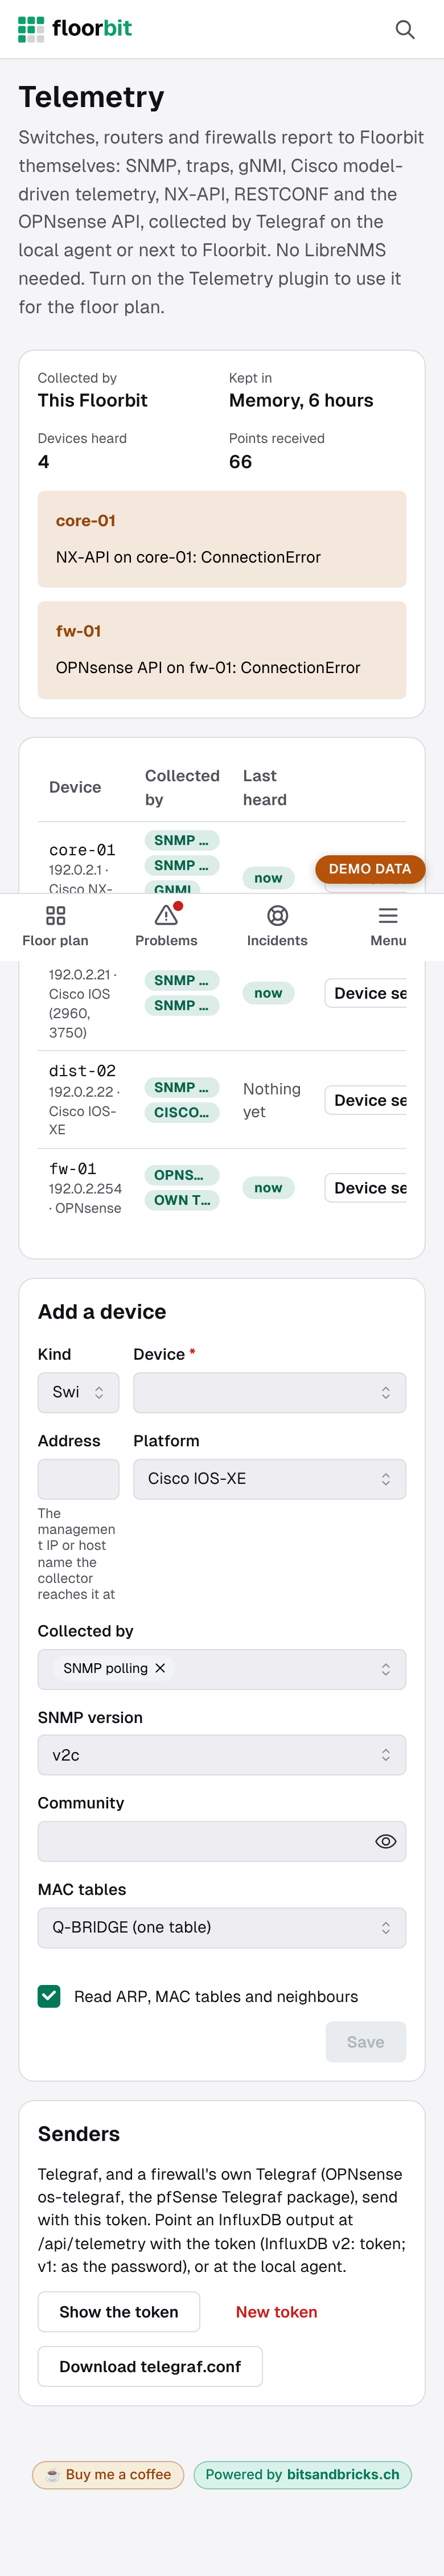 floorbit
Telemetry
Switches, routers and firewalls report to Floorbit
themselves: SNMP, traps, gNMI, Cisco model-
driven telemetry, NX-API, RESTCONF and the
OPNsense API, collected by Telegraf on the
local agent or next to Floorbit. No LibreNMS
needed. Turn on the Telemetry plugin to use it
for the floor plan.
Collected by
This Floorbit
Kept in
Memory, 6 hours
Devices heard
4
Points received
66
core-01
NX-API on core-01: ConnectionError
fw-01
OPNsense API on fw-01: ConnectionError
Device
Collected
by
Last
heard
core-01
192.0.2.1 ·
Cisco NX-
SNMP ...
SNMP ...
GNMI
now
DEMO DATA
Floor plan
Problems
Incidents
Menu
192.0.2.21 ·
Cisco IOS
(2960,
3750)
SNMP ...
SNMP ...
now
Device se
dist-02
192.0.2.22 ·
Cisco IOS-
XE
SNMP ...
CISCO...
Nothing
yet
Device se
fw-01
192.0.2.254
· OPNsense
OPNS...
OWN T...
now
Device se
Add a device
Kind
Device *
Swi
Address
Platform
Cisco IOS-XE
The
managemen
t IP or host
name the
collector
reaches it at
Collected by
SNMP polling
SNMP version
v2c
Community
MAC tables
Q-BRIDGE (one table)
Read ARP, MAC tables and neighbours
Save
Senders
Telegraf, and a firewall's own Telegraf (OPNsense
os-telegraf, the pfSense Telegraf package), send
with this token. Point an InfluxDB output at
/api/telemetry with the token (InfluxDB v2: token;
v1: as the password), or at the local agent.
Show the token
New token
Download telegraf.conf
Buy me a coffee
Powered by bitsandbricks.ch